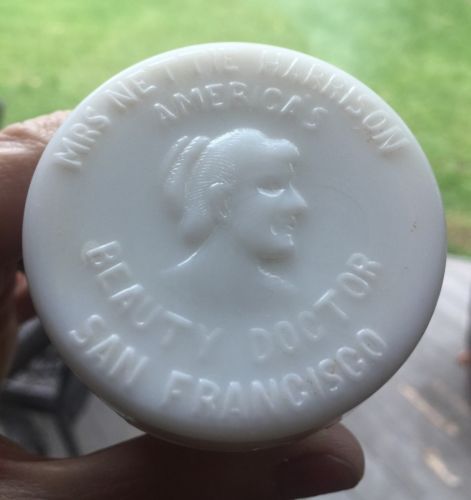 MRS NETTIE HARRISON
AMERICA'S
BEAUTY DOCTOR
SAN FRANCISCO